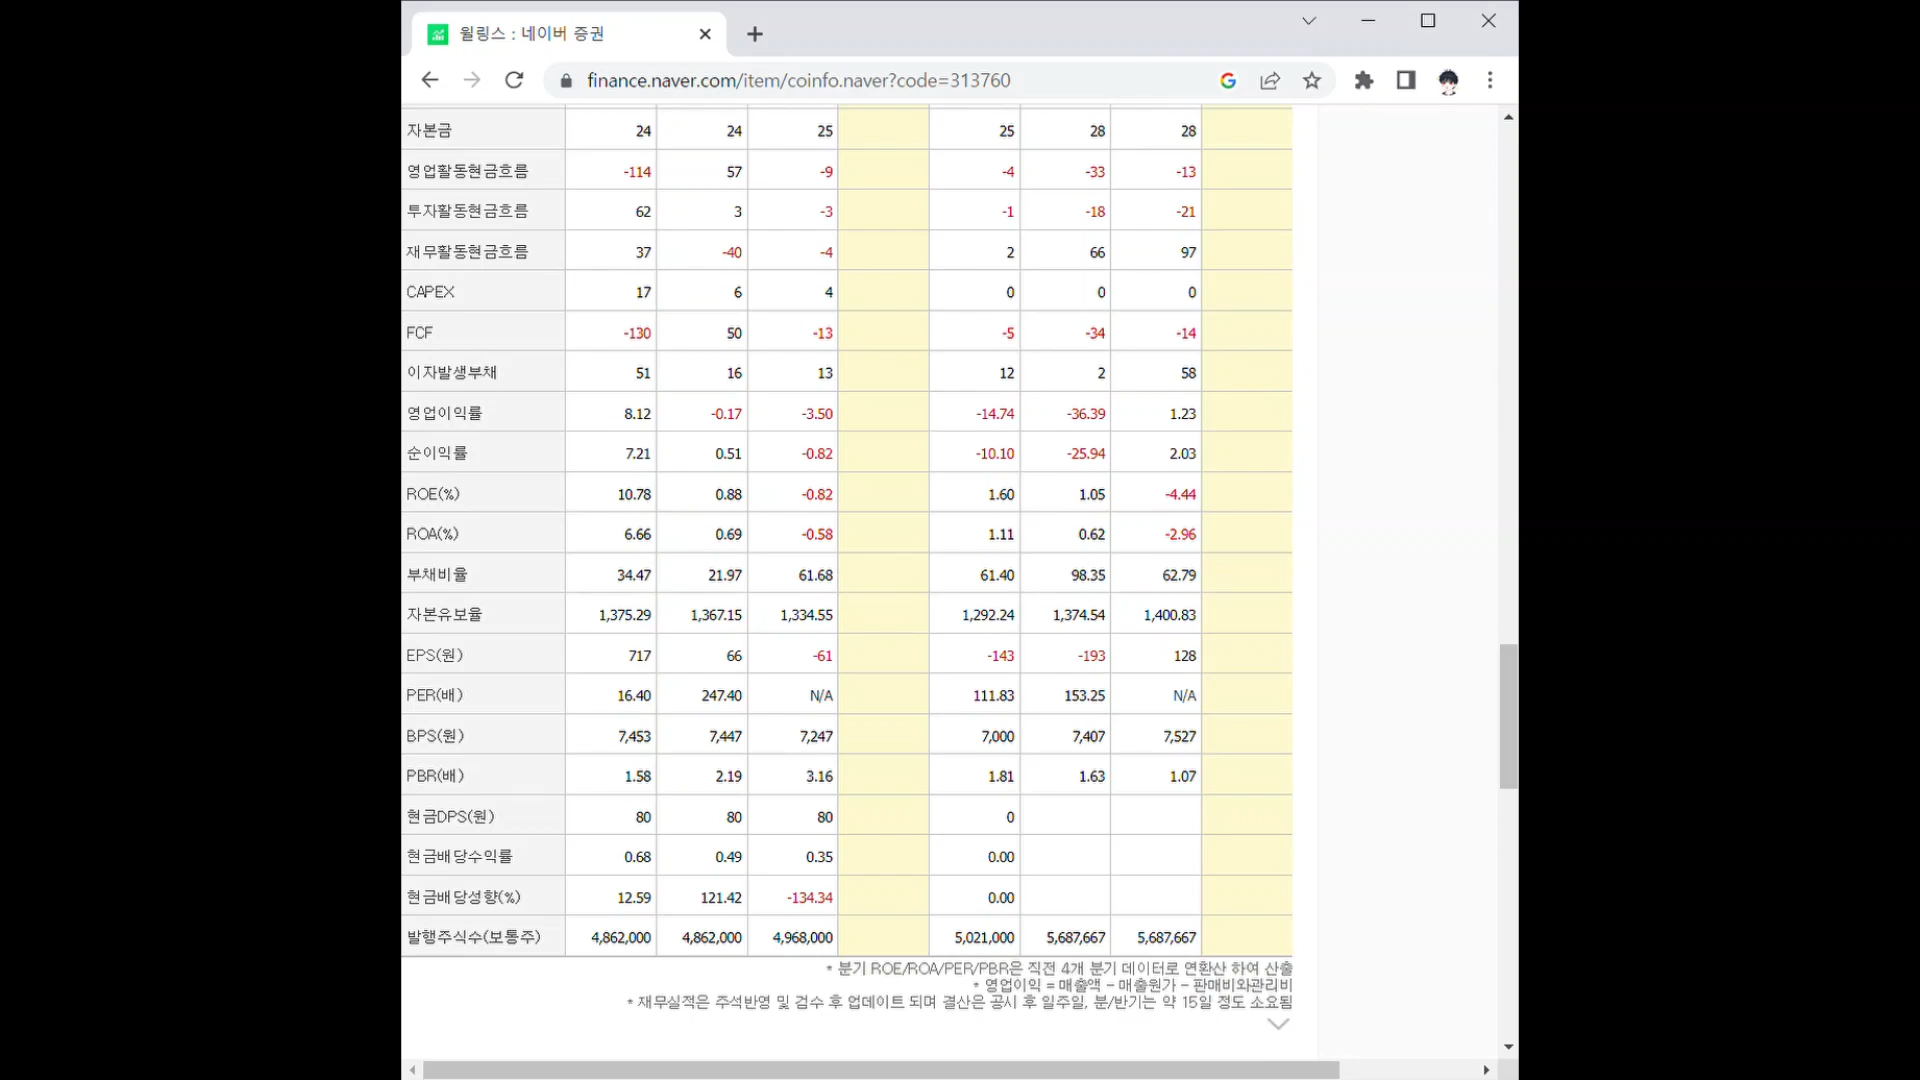 윌링스 : 네이버 증권
finance.naver.com/item/coinfo.naver?code=313760
자본금 24 24 25 25 28 28
영업활동현금흐름 -114 57 -9 -4 -33 -13
투자활동현금흐름 62 3 -3 -1 -18 -21
재무활동현금흐름 37 -40 -4 2 66 97
CAPEX 17 6 4 0 0 0
FCF -130 50 -13 -5 -34 -14
이자발생부채 51 16 13 12 2 58
영업이익률 8.12 -0.17 -3.50 -14.74 -36.39 1.23
순이익률 7.21 0.51 -0.82 -10.10 -25.94 2.03
ROE(%) 10.78 0.88 -0.82 1.60 1.05 -4.44
ROA(%) 6.66 0.69 -0.58 1.11 0.62 -2.96
부채비율 34.47 21.97 61.68 61.40 98.35 62.79
자본유보율 1,375.29 1,367.15 1,334.55 1,292.24 1,374.54 1,400.83
EPS(원) 717 66 -61 -143 -193 128
PER(배) 16.40 247.40 N/A 111.83 153.25 N/A
BPS(원) 7,453 7,447 7,247 7,000 7,407 7,527
PBR(배) 1.58 2.19 3.16 1.81 1.63 1.07
현금DPS(원) 80 80 80 0
현금배당수익률 0.68 0.49 0.35 0.00
현금배당성향(%) 12.59 121.42 -134.34 0.00
발행주식수(보통주) 4,862,000 4,862,000 4,968,000 5,021,000 5,687,667 5,687,667
* 분기 ROE/ROA/PER/PBR은 직전 4개 분기 데이터로 연환산 하여 산출
* 영업이익 = 매출액 - 매출원가 - 판매비와관리비
* 재무실적은 주석반영 및 검수 후 업데이트 되며 결산은 공시 후 일주일, 분/반기는 약 15일 정도 소요됨